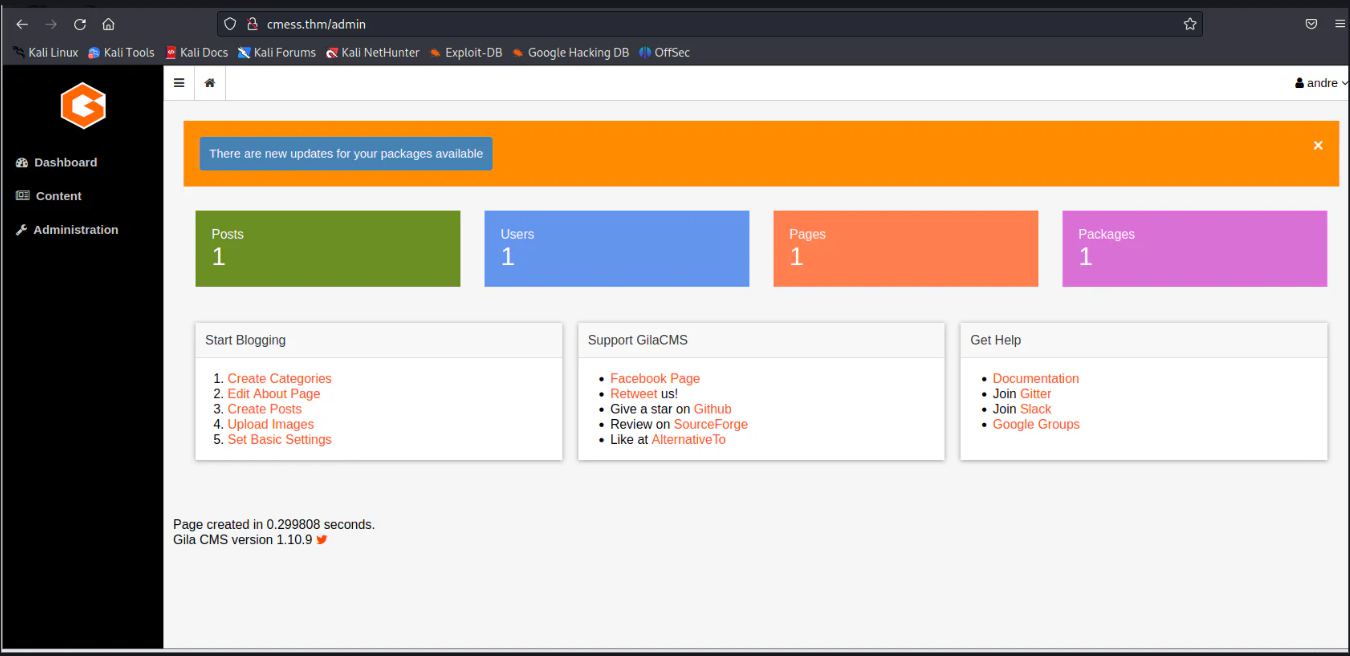 cmess.thm/admin
Kali Linux Kali Tools Kali Docs Kali Forums Kali NetHunter Exploit-DB Google Hacking DB OffSec
andre
Dashboard
Content
Administration
There are new updates for your packages available
Posts
1
Users
1
Pages
1
Packages
1
Start Blogging
1. Create Categories
2. Edit About Page
3. Create Posts
4. Upload Images
5. Set Basic Settings
Support GilaCMS
• Facebook Page
• Retweet us!
• Give a star on Github
• Review on SourceForge
• Like at AlternativeTo
Get Help
• Documentation
• Join Gitter
• Join Slack
• Google Groups
Page created in 0.299808 seconds.
Gila CMS version 1.10.9